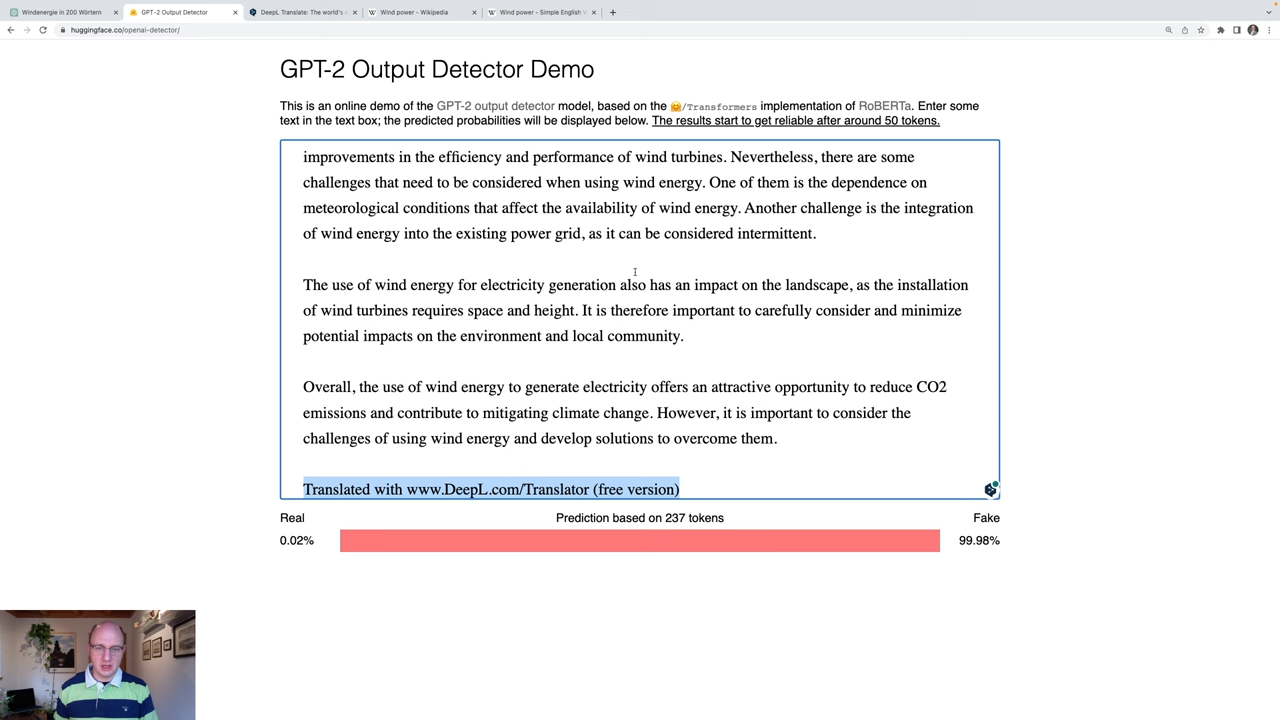 Windenergie in 200 Wörtern
GPT-2 Output Detector
DeepL Translate: The world's
Wind power - Wikipedia
Wind power - Simple English
huggingface.co/openai-detector/
GPT-2 Output Detector Demo
This is an online demo of the GPT-2 output detector model, based on the 🤗/Transformers implementation of RoBERTa. Enter some
text in the text box; the predicted probabilities will be displayed below. The results start to get reliable after around 50 tokens.
improvements in the efficiency and performance of wind turbines. Nevertheless, there are some
challenges that need to be considered when using wind energy. One of them is the dependence on
meteorological conditions that affect the availability of wind energy. Another challenge is the integration
of wind energy into the existing power grid, as it can be considered intermittent.
The use of wind energy for electricity generation also has an impact on the landscape, as the installation
of wind turbines requires space and height. It is therefore important to carefully consider and minimize
potential impacts on the environment and local community.
Overall, the use of wind energy to generate electricity offers an attractive opportunity to reduce CO2
emissions and contribute to mitigating climate change. However, it is important to consider the
challenges of using wind energy and develop solutions to overcome them.
Translated with www.DeepL.com/Translator (free version)
Real
Prediction based on 237 tokens
Fake
0.02%
99.98%